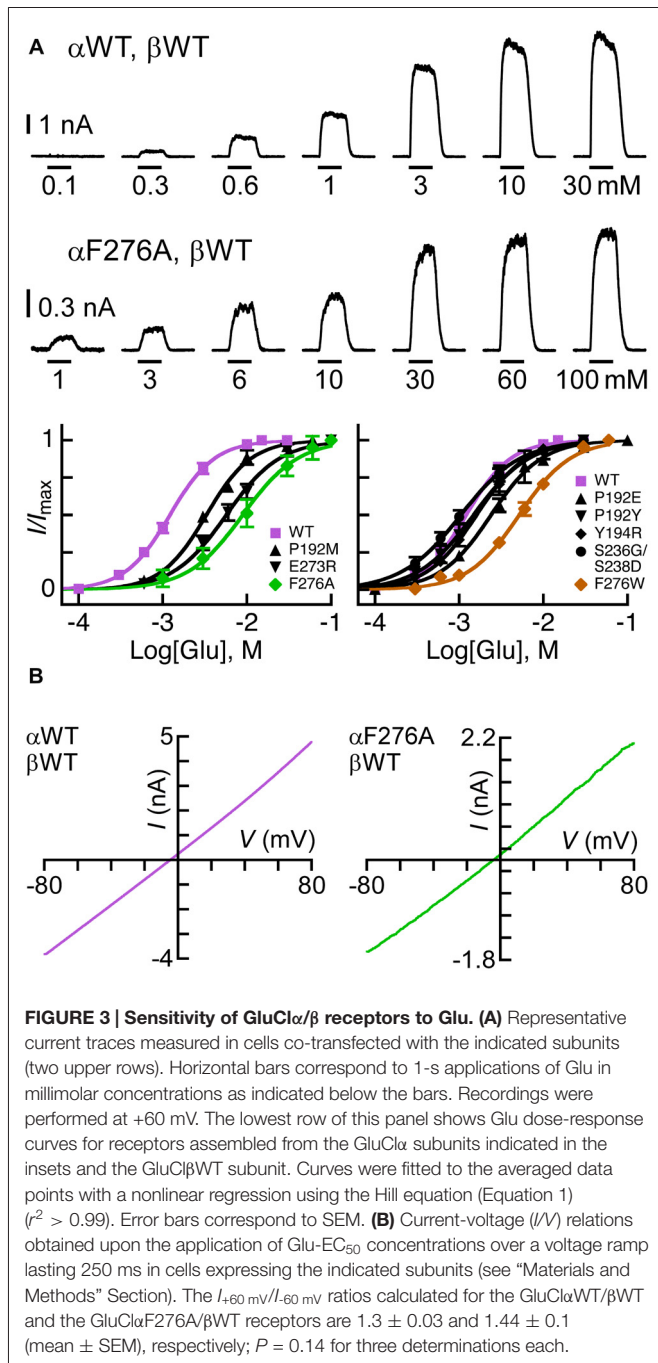 A
αWT, βWT
1 nA
0.1 0.3 0.6 1 3 10 30 mM
αF276A, βWT
0.3 nA
1 3 6 10 30 60 100 mM
1
I/Imax
0
WT
P192M
E273R
F276A
-4 -3 -2 -1
Log[Glu], M
WT
P192E
P192Y
Y194R
S236G/
S238D
F276W
-4 -3 -2 -1
Log[Glu], M
B
αWT
βWT
5
I (nA)
V (mV)
-80
80
-4
αF276A
βWT
2.2
I (nA)
V (mV)
-80
80
-1.8
FIGURE 3 | Sensitivity of GluClα/β receptors to Glu. (A) Representative
current traces measured in cells co-transfected with the indicated subunits
(two upper rows). Horizontal bars correspond to 1-s applications of Glu in
millimolar concentrations as indicated below the bars. Recordings were
performed at +60 mV. The lowest row of this panel shows Glu dose-response
curves for receptors assembled from the GluClα subunits indicated in the
insets and the GluClβWT subunit. Curves were fitted to the averaged data
points with a nonlinear regression using the Hill equation (Equation 1)
(r² > 0.99). Error bars correspond to SEM. (B) Current-voltage (I/V) relations
obtained upon the application of Glu-EC₅₀ concentrations over a voltage ramp
lasting 250 ms in cells expressing the indicated subunits (see “Materials and
Methods” Section). The I+60 mV/I-60 mV ratios calculated for the GluClαWT/βWT
and the GluClαF276A/βWT receptors are 1.3 ± 0.03 and 1.44 ± 0.1
(mean ± SEM), respectively; P = 0.14 for three determinations each.